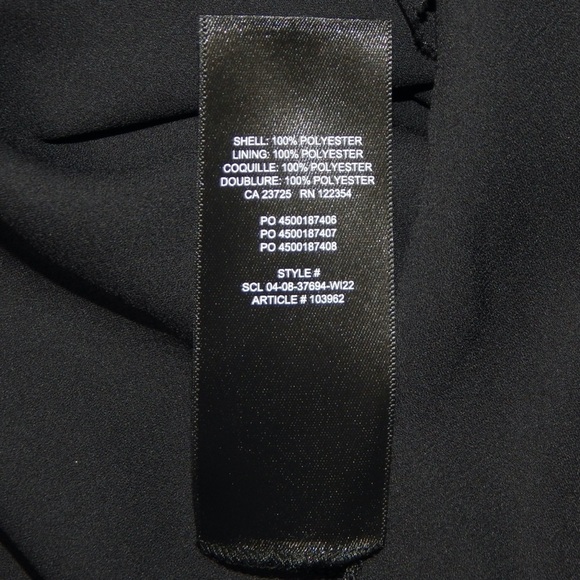 SHELL: 100% POLYESTER
LINING: 100% POLYESTER
COQUILLE: 100% POLYESTER
DOUBLURE: 100% POLYESTER
CA 23725 RN 122354
PO 4500187406
PO 4500187407
PO 4500187408
STYLE #
SCL 04-08-37694-WI22
ARTICLE # 103962